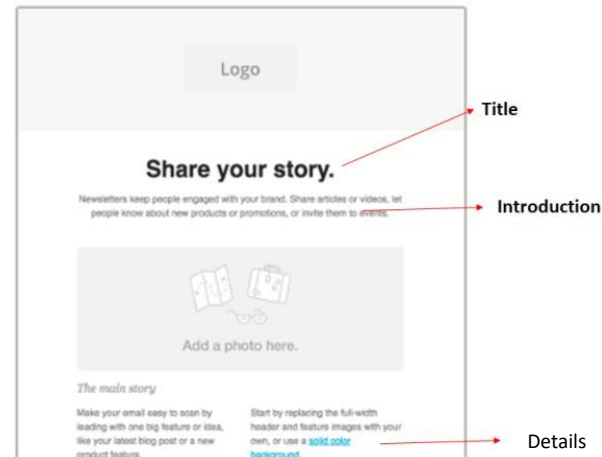 Logo
Title
Share your story.
Newsletters keep people engaged with your brand. Share articles or videos, let
people know about new products or promotions, or invite them to events.
Introduction
Add a photo here.
The main story
Make your email easy to scan by
leading with one big feature or idea,
like your latest blog post or a new
product feature.
Start by replacing the full-width
header and feature images with your
own, or use a solid color
background.
Details